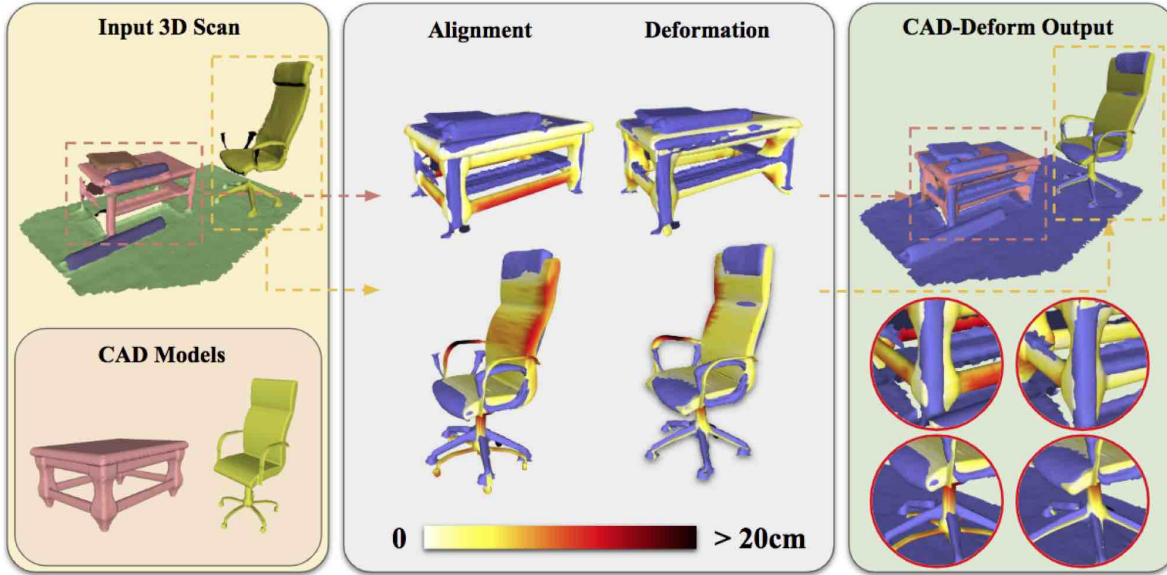 Input 3D Scan
Alignment
Deformation
CAD-Deform Output
CAD Models
0
> 20cm